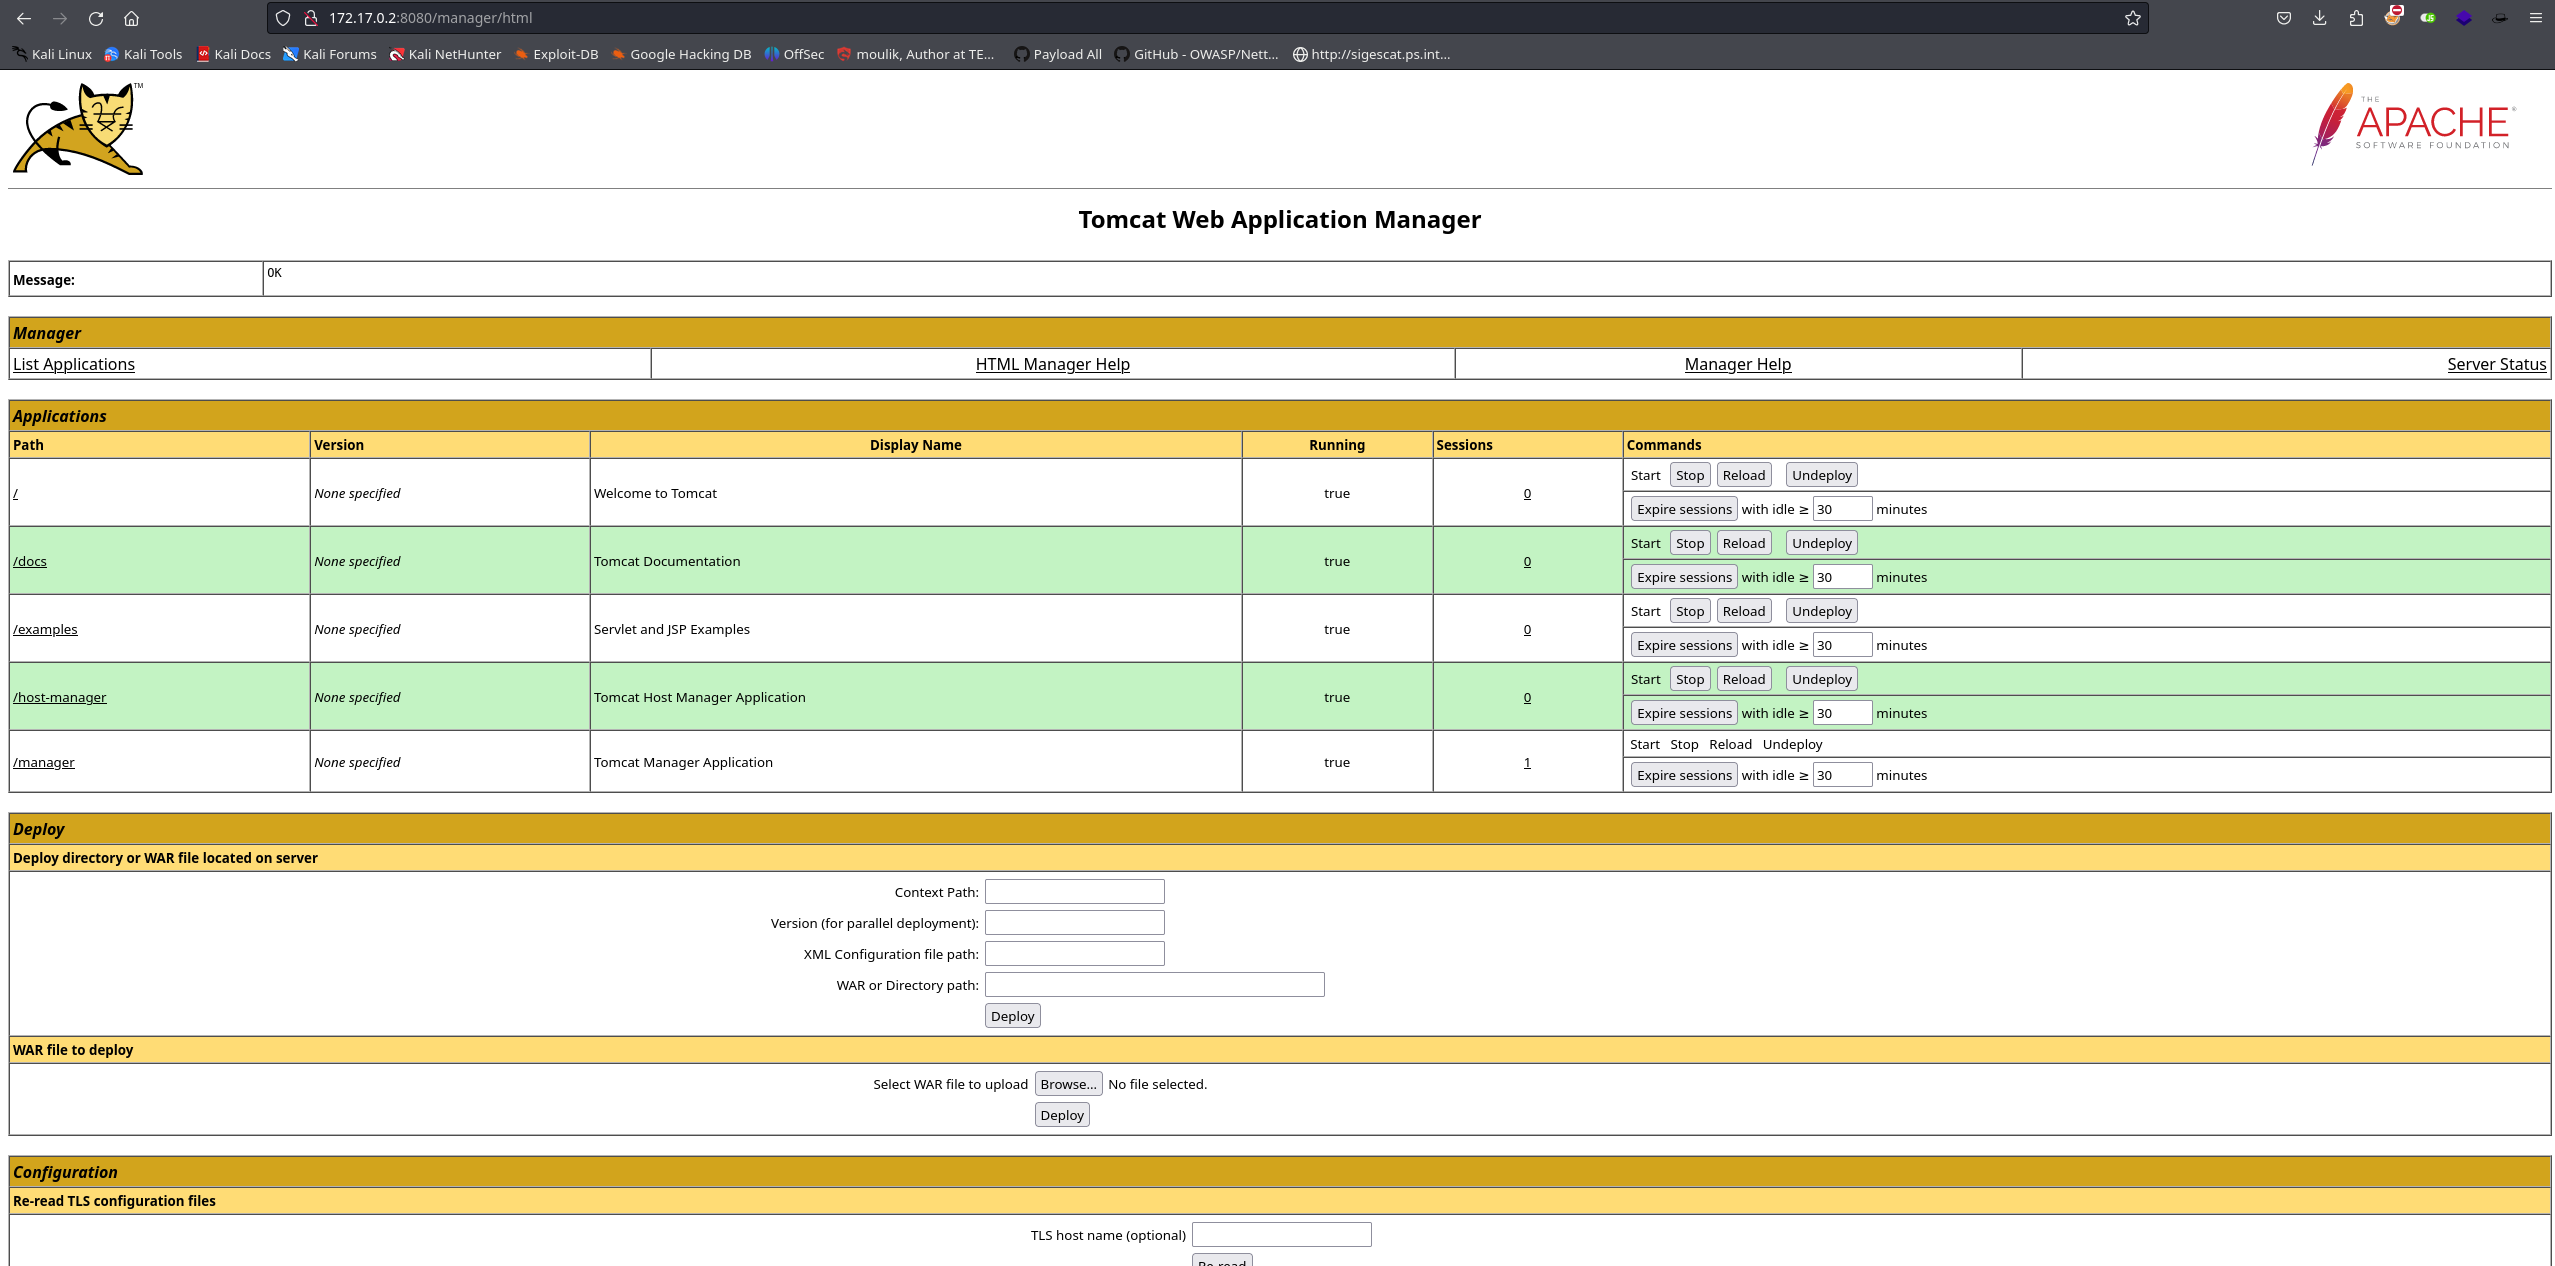 172.17.0.2:8080/manager/html
Kali Linux Kali Tools Kali Docs Kali Forums Kali NetHunter Exploit-DB Google Hacking DB OffSec moulik, Author at TE... Payload All GitHub - OWASP/Nett... http://sigescat.ps.int...
TM
THE
APACHE®
SOFTWARE FOUNDATION
Tomcat Web Application Manager
Message: OK
Manager
List Applications HTML Manager Help Manager Help Server Status
Applications
Path Version Display Name Running Sessions Commands
/ None specified Welcome to Tomcat true 0 Start Stop Reload Undeploy
Expire sessions with idle ≥ 30 minutes
/docs None specified Tomcat Documentation true 0 Start Stop Reload Undeploy
Expire sessions with idle ≥ 30 minutes
/examples None specified Servlet and JSP Examples true 0 Start Stop Reload Undeploy
Expire sessions with idle ≥ 30 minutes
/host-manager None specified Tomcat Host Manager Application true 0 Start Stop Reload Undeploy
Expire sessions with idle ≥ 30 minutes
/manager None specified Tomcat Manager Application true 1 Start Stop Reload Undeploy
Expire sessions with idle ≥ 30 minutes
Deploy
Deploy directory or WAR file located on server
Context Path:
Version (for parallel deployment):
XML Configuration file path:
WAR or Directory path:
Deploy
WAR file to deploy
Select WAR file to upload Browse... No file selected.
Deploy
Configuration
Re-read TLS configuration files
TLS host name (optional)
Re-read